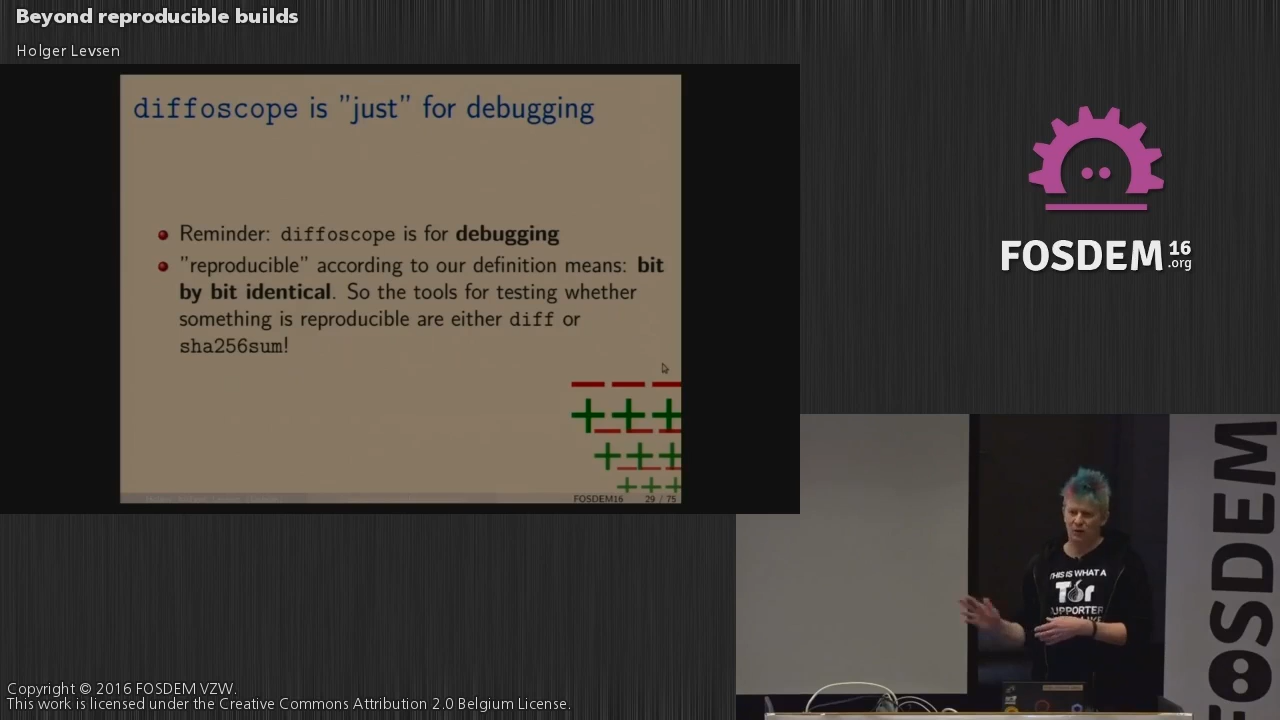 Beyond reproducible builds
Holger Levsen
diffoscope is "just" for debugging
Reminder: diffoscope is for debugging
"reproducible" according to our definition means: bit
by bit identical. So the tools for testing whether
something is reproducible are either diff or
sha256sum!
FOSDEM16 29 / 75
FOSDEM 16
.org
THIS IS WHAT A
Tor
SUPPORTER
FOSDEM
Copyright © 2016 FOSDEM VZW.
This work is licensed under the Creative Commons Attribution 2.0 Belgium License.